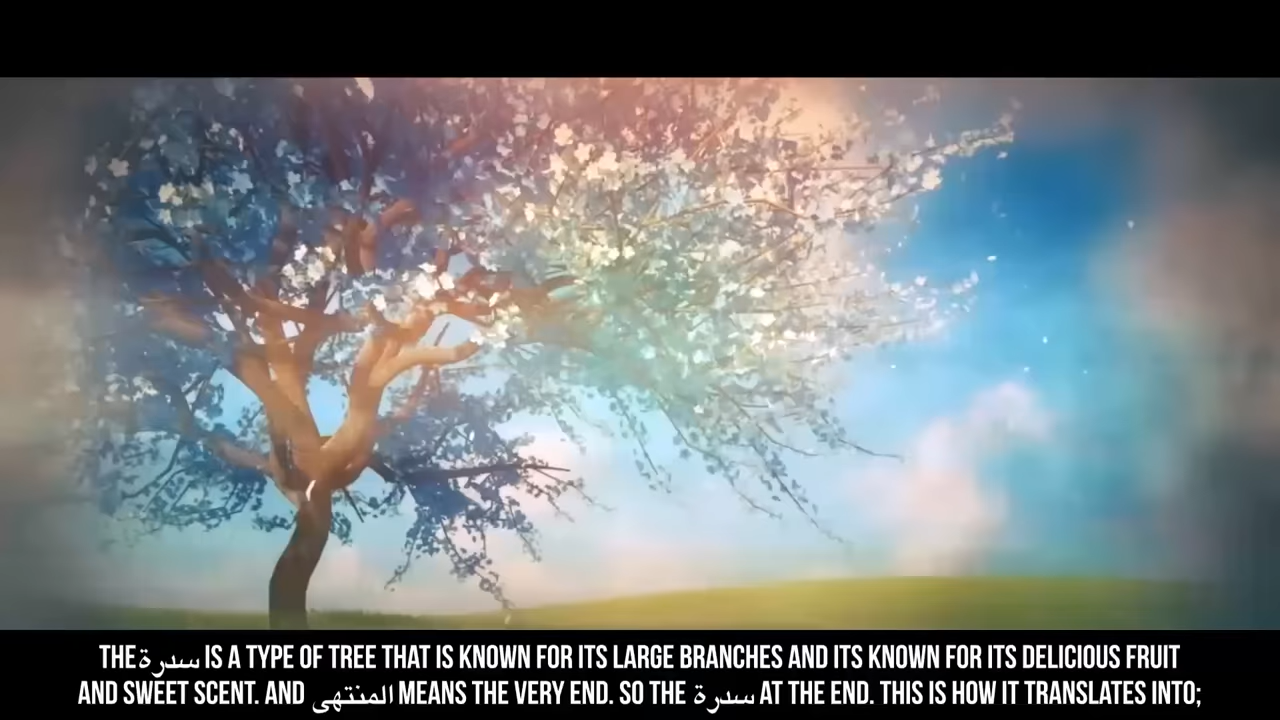 THE سدرة IS A TYPE OF TREE THAT IS KNOWN FOR ITS LARGE BRANCHES AND ITS KNOWN FOR ITS DELICIOUS FRUIT
AND SWEET SCENT. AND المنتهى MEANS THE VERY END. SO THE سدرة AT THE END. THIS IS HOW IT TRANSLATES INTO;